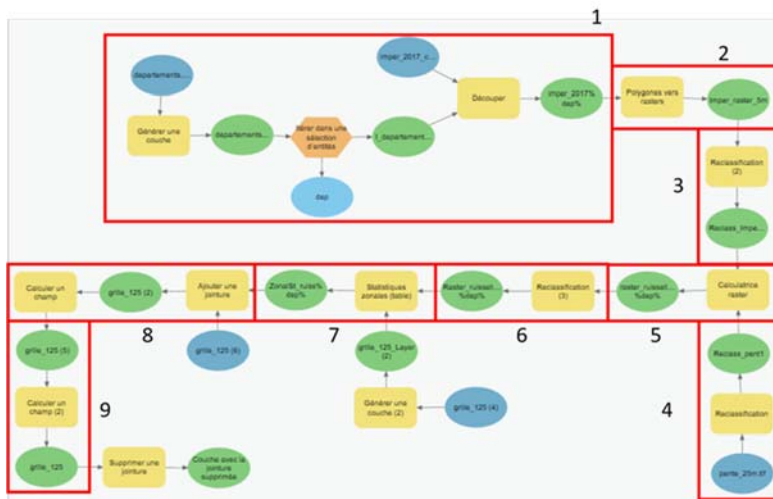 1
departements....
Générer une
couche
departements...
Itérer dans une
sélection
d'entités
dep
t_departement...
imper_2017_c...
Découper
imper_2017%
dep%
2
Polygones vers
rasters
imper_raster_5m
3
Reclassification
(2)
Reclass_impe...
Calculer un
champ
grille_125 (2)
Ajouter une
jointure
ZonalSt_ruiss%
dep%
Statistiques
zonales (table)
Raster_ruissel...
%dep%
Reclassification
(3)
raster_ruissel...
%dep%
Calculatrice
raster
8
7
6
5
grille_125 (5)
grille_125 (6)
grille_125_Layer
(2)
Reclass_pent1
4
Calculer un
champ (2)
9
Générer une
couche (2)
grille_125 (4)
Reclassification
grille_125
Supprimer une
jointure
Couche avec la
jointure
supprimée
pente_25m.tif